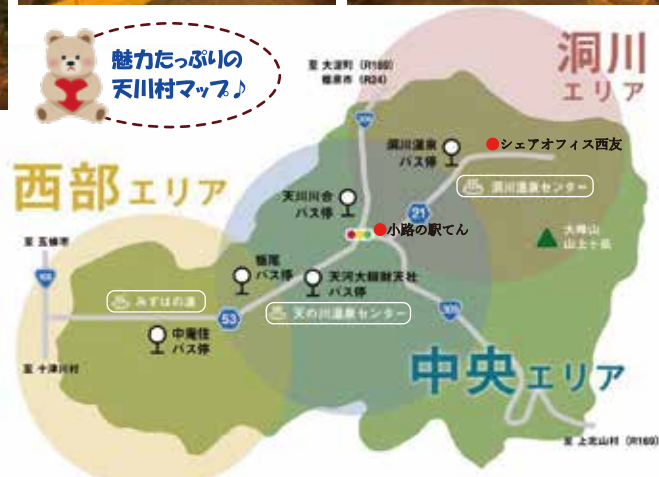 魅力たっぷりの
天川村マップ♪
至 大淀町 (R169)
橿原市 (R24)
洞川
エリア
309
洞川温泉
バス停
シェアオフィス西友
洞川温泉センター
西部エリア
天川川合
バス停
21
小路の駅てん
大峰山
山上ヶ岳
至 五條市
168
栃尾
バス停
天河大辨財天社
バス停
みずはの湯
53
天の川温泉センター
309
中庵住
バス停
至 十津川村
中央エリア
至 上北山村 (R169)